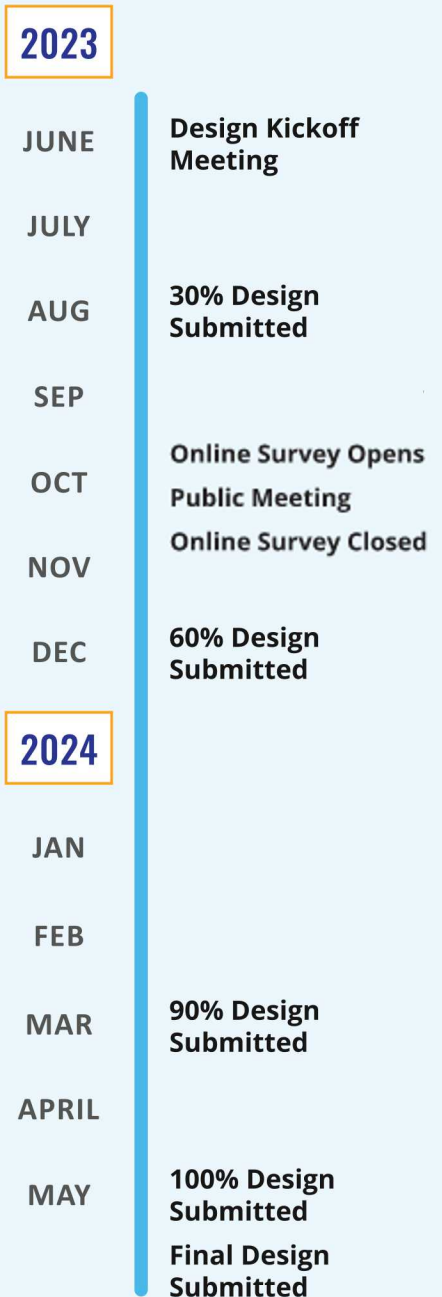 2023
JUNE
Design Kickoff
Meeting
JULY
AUG
30% Design
Submitted
SEP
Online Survey Opens
OCT
Public Meeting
Online Survey Closed
NOV
DEC
60% Design
Submitted
2024
JAN
FEB
MAR
90% Design
Submitted
APRIL
MAY
100% Design
Submitted
Final Design
Submitted